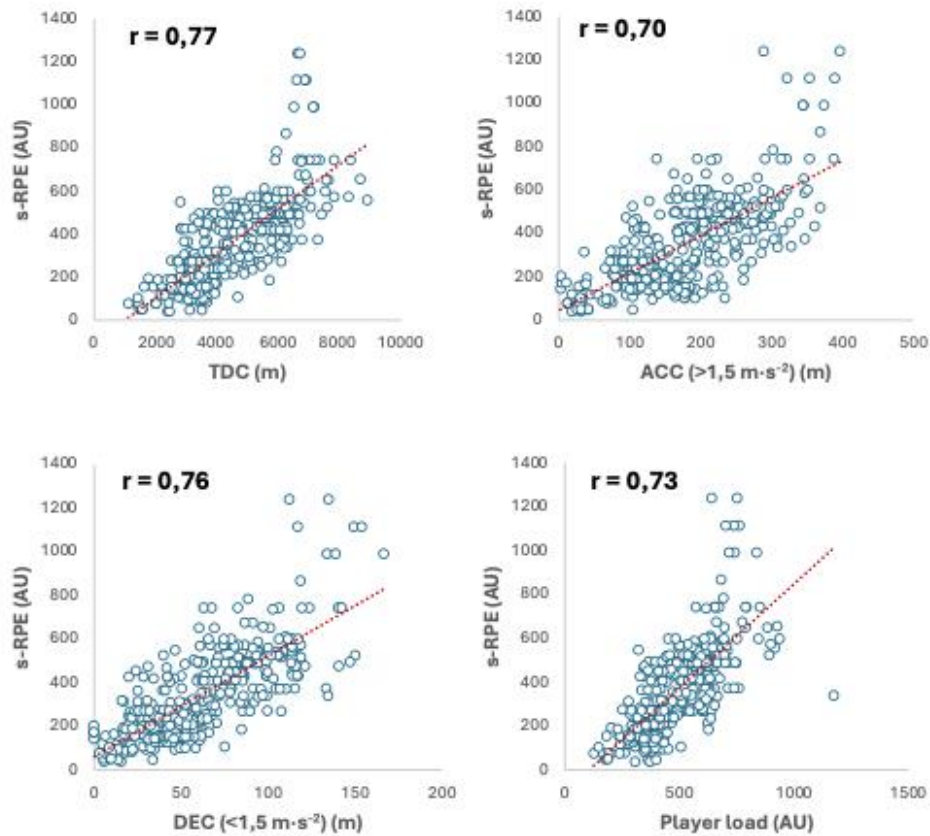 r = 0,77
s-RPE (AU)
1400
1200
1000
800
600
400
200
0
0 2000 4000 6000 8000 10000
TDC (m)
r = 0,70
s-RPE (AU)
1400
1200
1000
800
600
400
200
0
0 100 200 300 400 500
ACC (>1,5 m·s⁻²) (m)
r = 0,76
s-RPE (AU)
1400
1200
1000
800
600
400
200
0
0 50 100 150 200
DEC (<1,5 m·s⁻²) (m)
r = 0,73
s-RPE (AU)
1400
1200
1000
800
600
400
200
0
0 500 1000 1500
Player load (AU)